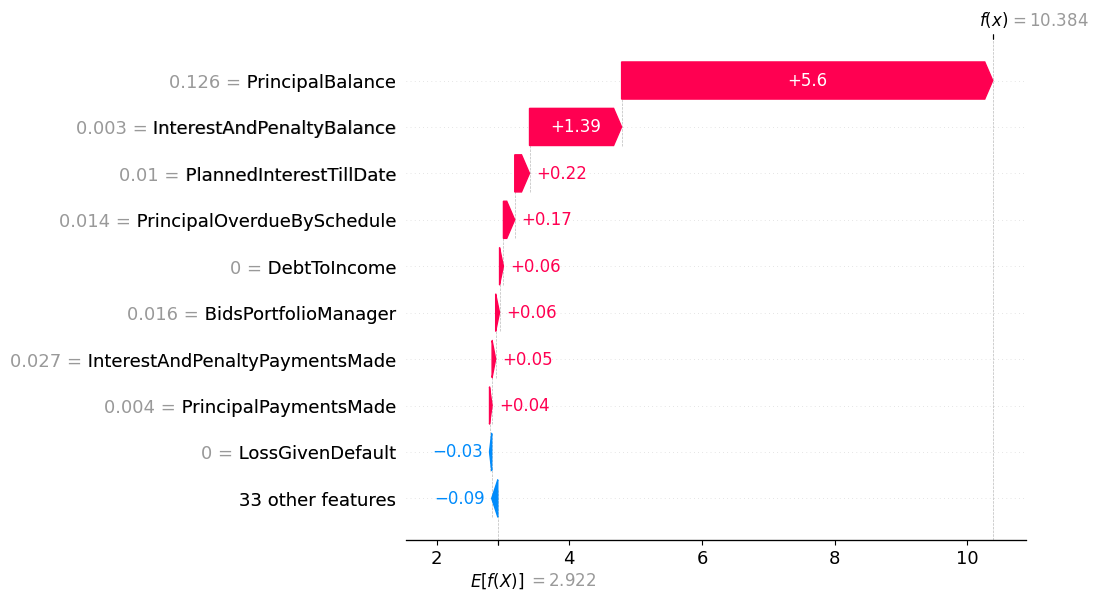 f(x) = 10.384
0.126 = PrincipalBalance
+5.6
0.003 = InterestAndPenaltyBalance
+1.39
0.01 = PlannedInterestTillDate
+0.22
0.014 = PrincipalOverdueBySchedule
+0.17
0 = DebtToIncome
+0.06
0.016 = BidsPortfolioManager
+0.06
0.027 = InterestAndPenaltyPaymentsMade
+0.05
0.004 = PrincipalPaymentsMade
+0.04
0 = LossGivenDefault
−0.03
33 other features
−0.09
2 4 6 8 10
E[f(X)] = 2.922